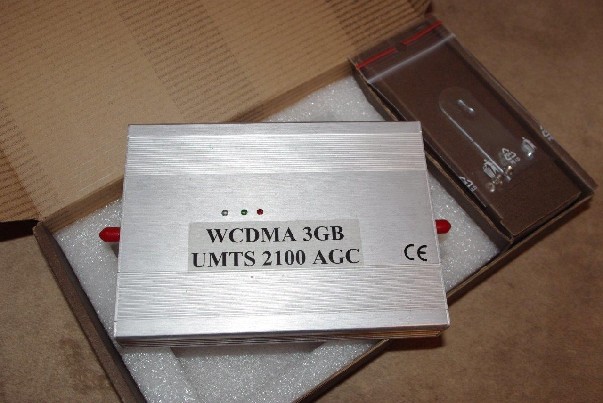 WCDMA 3GB
UMTS 2100 AGC
CE